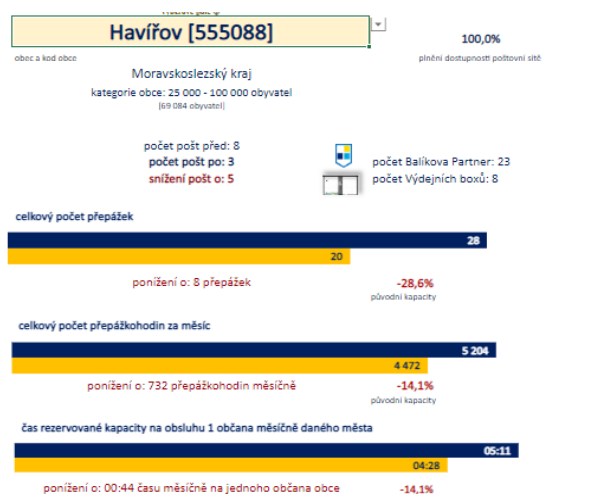 Havířov [555088]
100,0%
obec a kod obce
plnění dostupnosti poštovní sítě
Moravskoslezský kraj
kategorie obce: 25 000 - 100 000 obyvatel
[69 084 obyvatel]
počet pošt před: 8
počet pošt po: 3
snížení pošt o: 5
počet Balíkova Partner: 23
počet Výdejních boxů: 8
celkový počet přepážek
28
20
ponížení o: 8 přepážek
-28,6%
původní kapacity
celkový počet přepážkohodin za měsíc
5 204
4 472
ponížení o: 732 přepážkohodin měsíčně
-14,1%
původní kapacity
čas rezervované kapacity na obsluhu 1 občana měsíčně daného města
05:11
04:28
ponížení o: 00:44 času měsíčně na jednoho občana obce
-14,1%